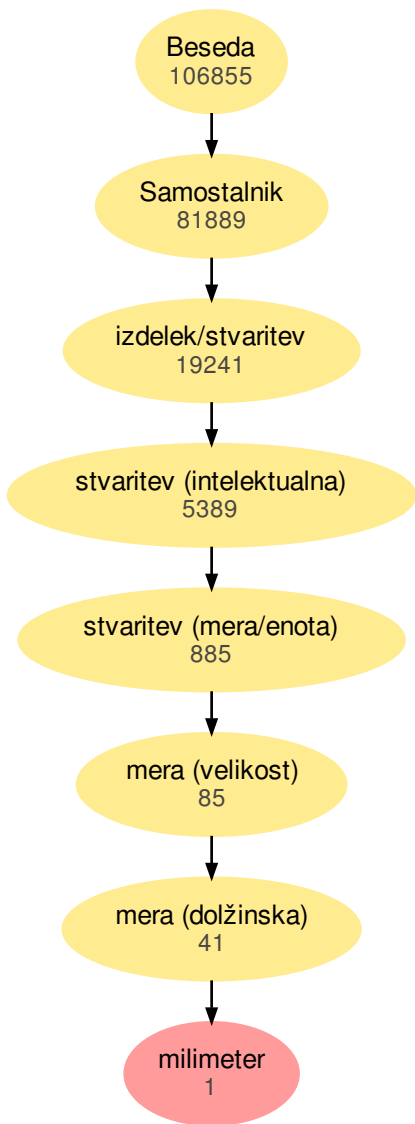 Beseda
106855
Samostalnik
81889
izdelek/stvaritev
19241
stvaritev (intelektualna)
5389
stvaritev (mera/enota)
885
mera (velikost)
85
mera (dolžinska)
41
milimeter
1